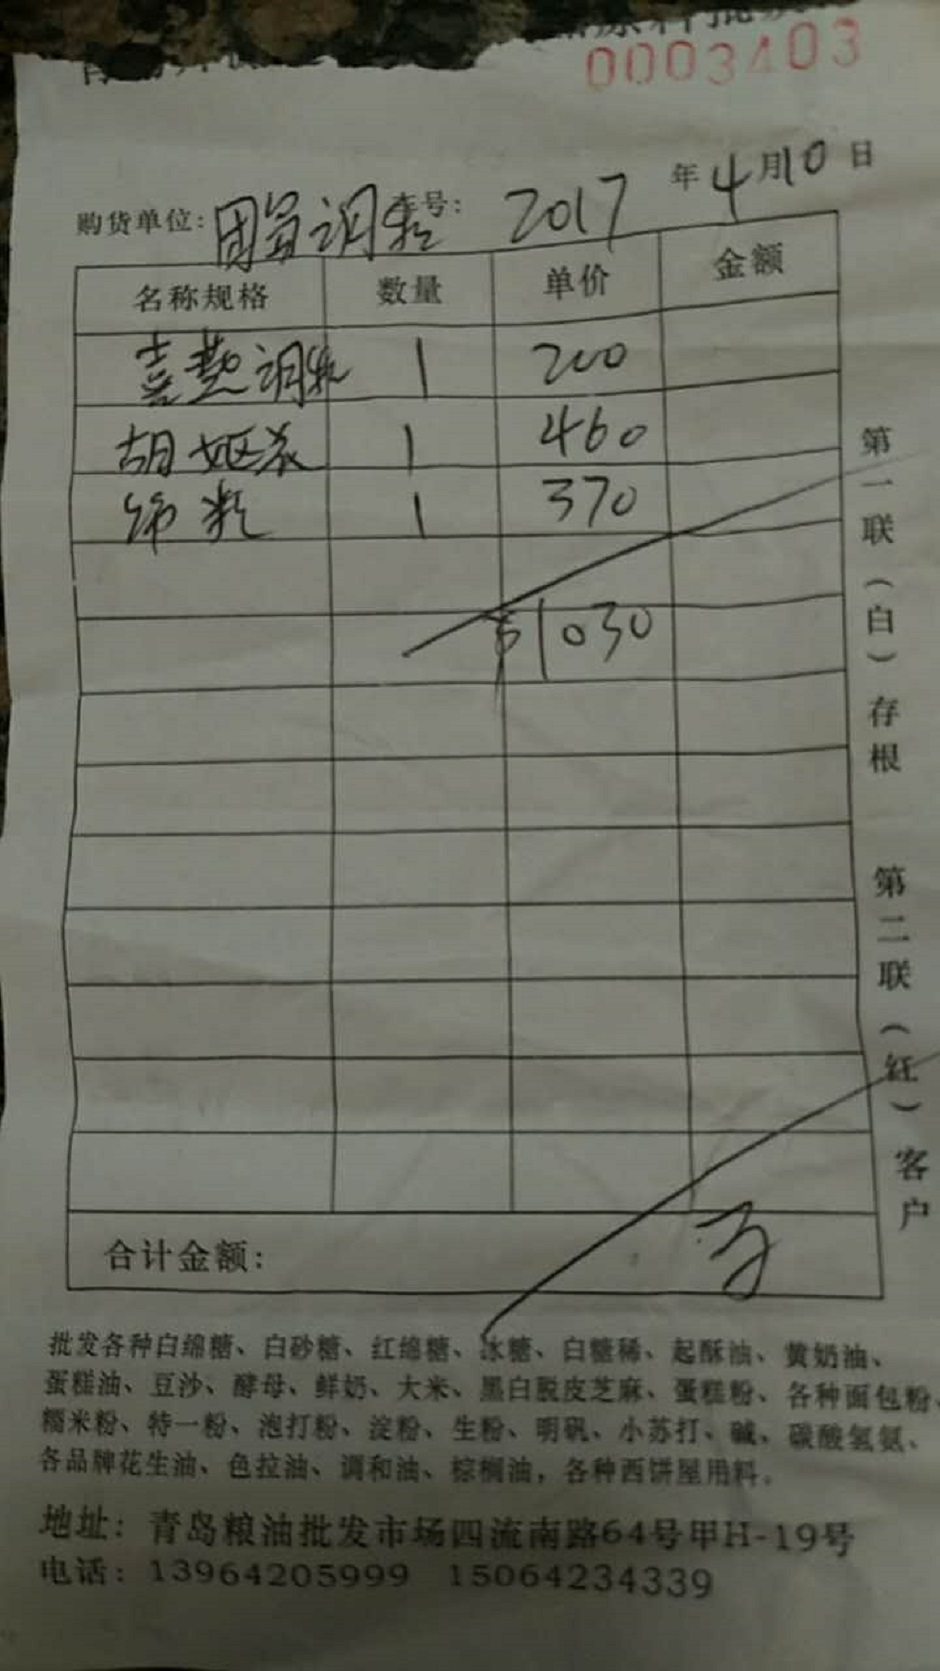 0003403
2017年4月10日
购货单位: 车号:
名称规格 数量 单价 金额
1 200
1 460
1 370
1030
合计金额:
第一联(白)存根
第二联(红)客户
批发各种白绵糖、白砂糖、红绵糖、冰糖、白糖稀、起酥油、黄奶油、
蛋糕油、豆沙、酵母、鲜奶、大米、黑白脱皮芝麻、蛋糕粉、各种面包粉、
糯米粉、特一粉、泡打粉、淀粉、生粉、明矾、小苏打、碱、碳酸氢氨、
各品牌花生油、色拉油、调和油、棕榈油,各种西饼屋用料。
地址:青岛粮油批发市场四流南路64号甲H-19号
电话:13964205999 15064234339